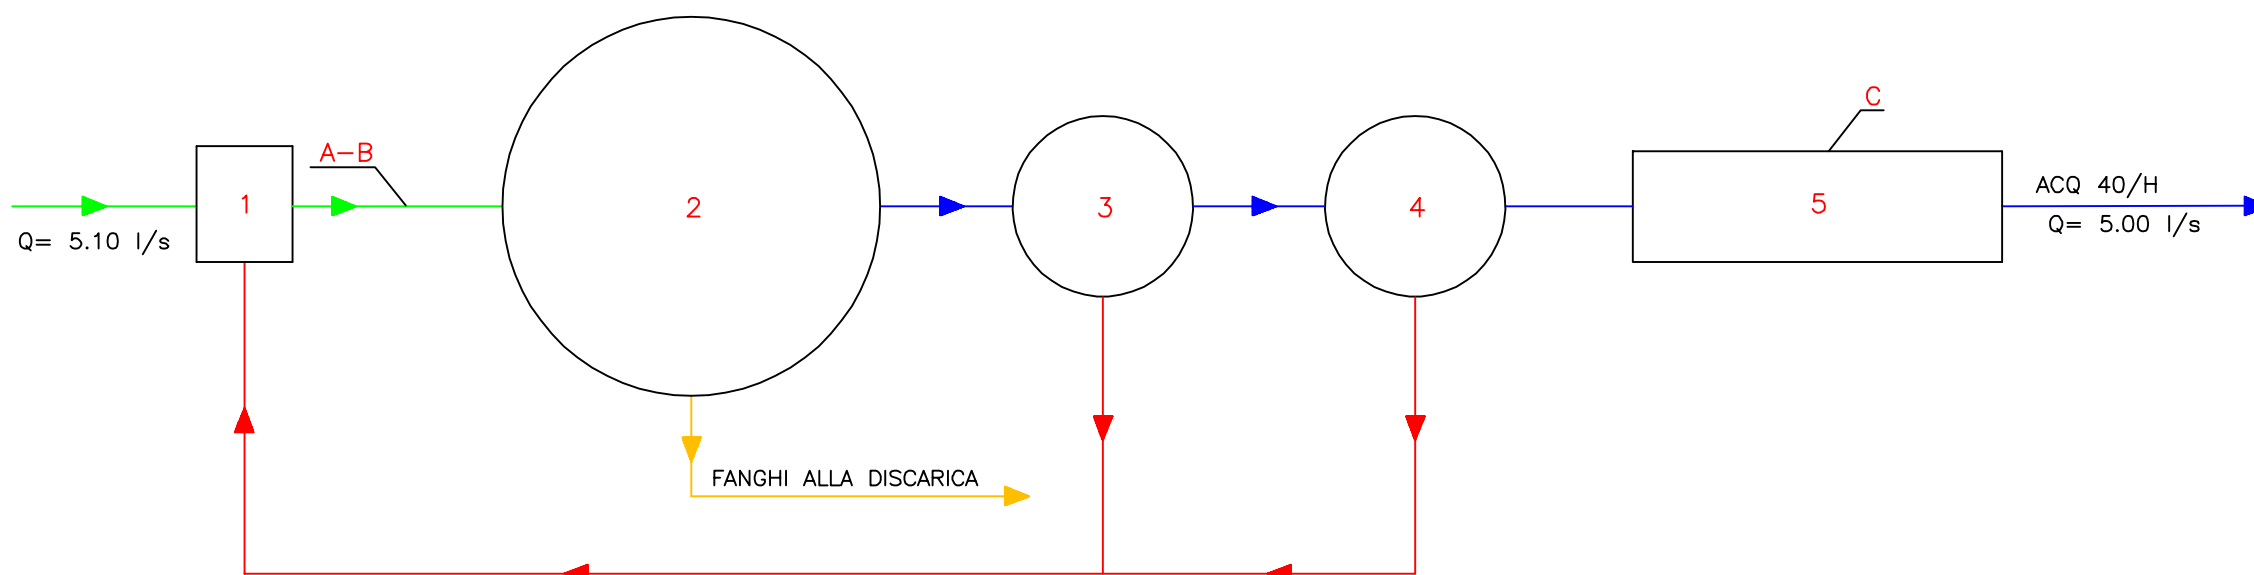 C
A-B
ACQ 40/H
1
2
3
4
5
Q= 5.10 l/s
Q= 5.00 l/s
FANGHI ALLA DISCARICA